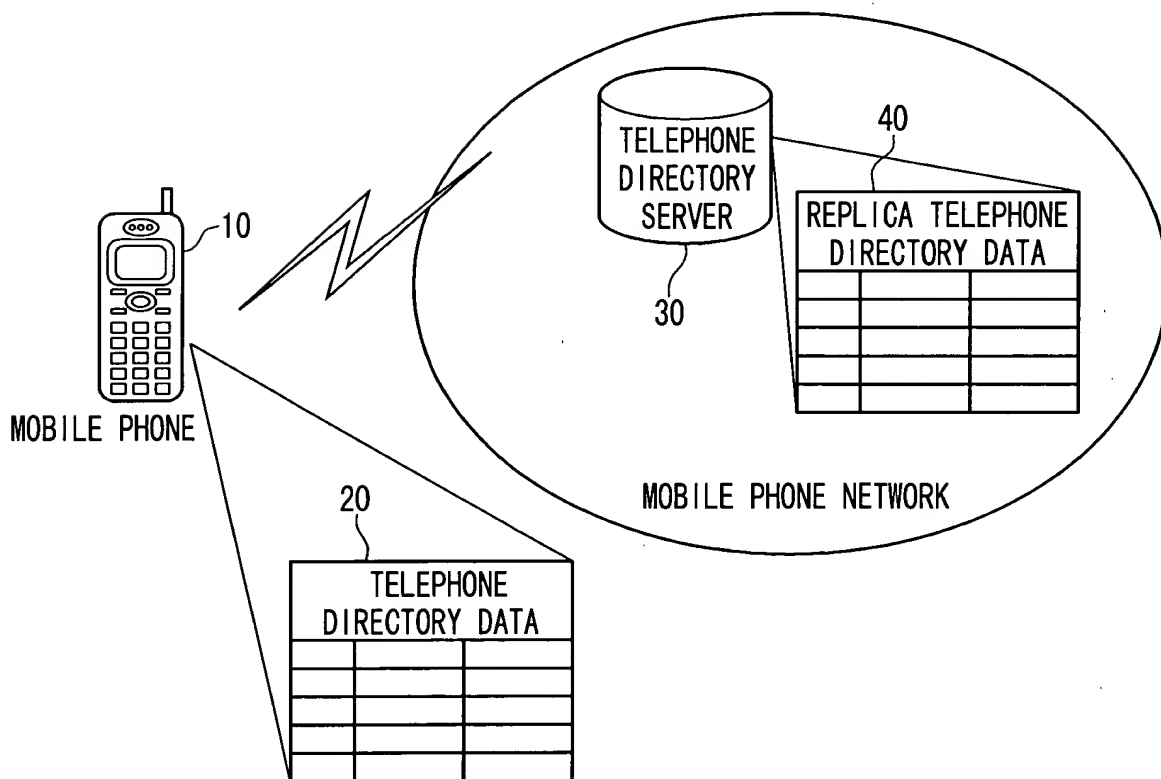 40
TELEPHONE
DIRECTORY
SERVER
REPLICA TELEPHONE
DIRECTORY DATA
10
30
MOBILE PHONE
MOBILE PHONE NETWORK
20
TELEPHONE
DIRECTORY DATA